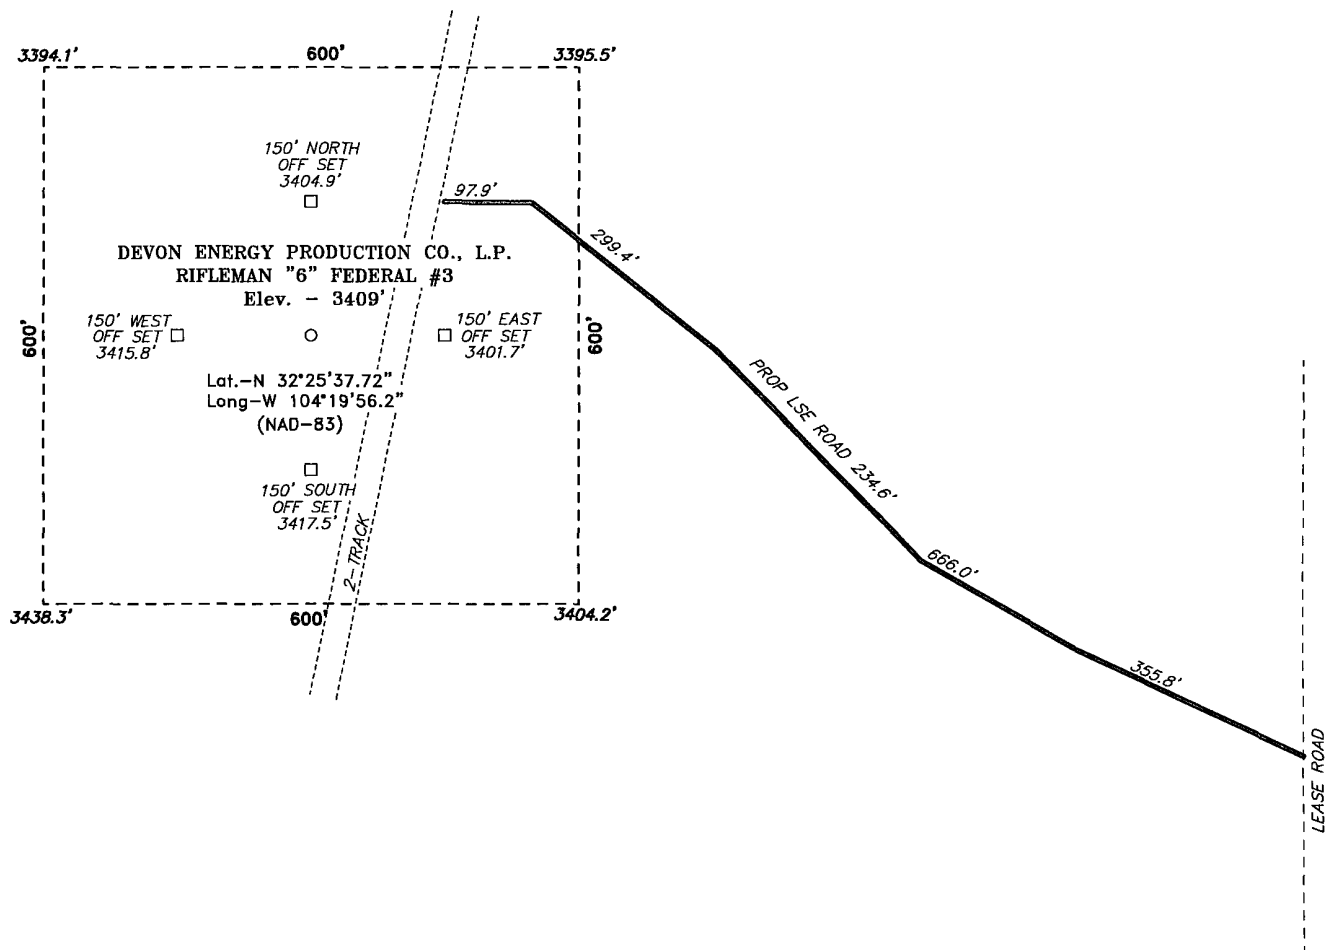 3394.1'
600'
3395.5'
150' NORTH
OFF SET
3404.9'
97.9'
299.4'
DEVON ENERGY PRODUCTION CO., L.P.
RIFLEMAN "6" FEDERAL #3
Elev. - 3409'
150' WEST
OFF SET
3415.8'
150' EAST
OFF SET
3401.7'
600'
600'
Lat.-N 32°25'37.72"
Long-W 104°19'56.2"
(NAD-83)
PROP LSE ROAD 234.6'
150' SOUTH
OFF SET
3417.5'
2-TRACK
666.0'
3438.3'
600'
3404.2'
355.8'
LEASE ROAD